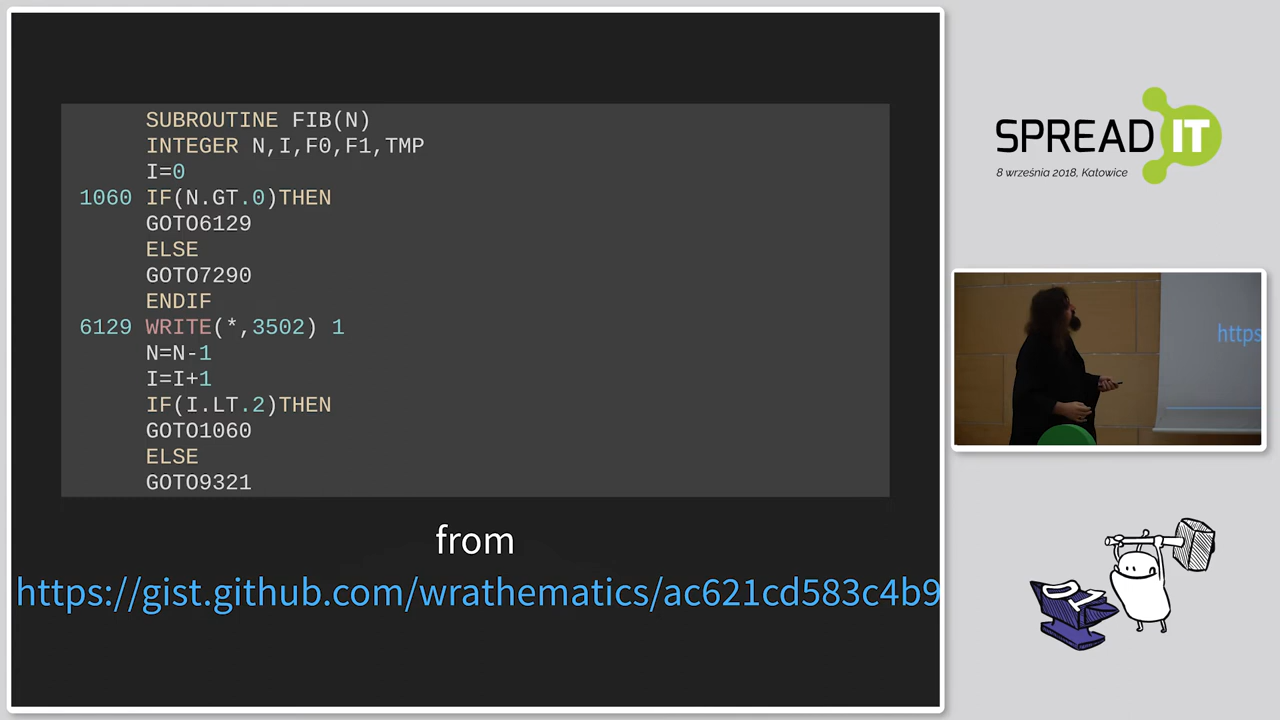 SUBROUTINE FIB(N)
INTEGER N,I,F0,F1,TMP
I=0
1060 IF(N.GT.0)THEN
GOTO6129
ELSE
GOTO7290
ENDIF
6129 WRITE(*,3502) 1
N=N-1
I=I+1
IF(I.LT.2)THEN
GOTO1060
ELSE
GOTO9321
from
https://gist.github.com/wrathematics/ac621cd583c4b9
SPREAD IT
8 września 2018, Katowice
https
01